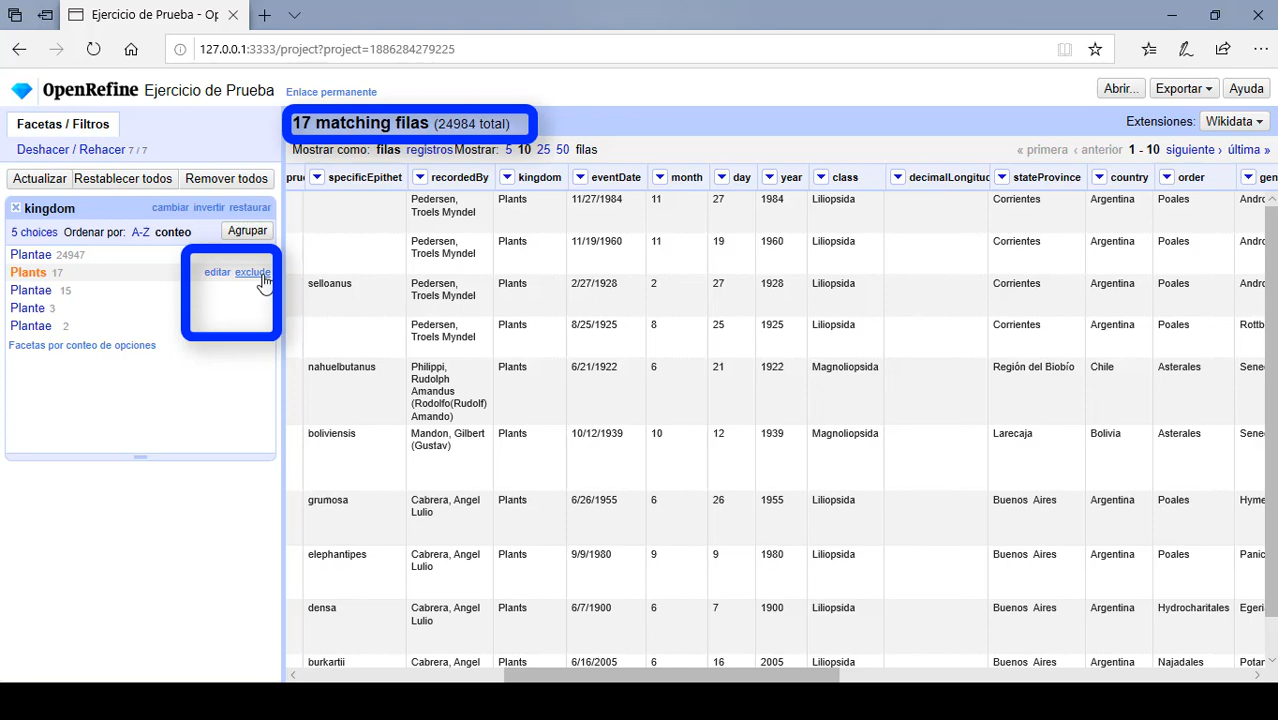 Ejercicio de Prueba - Op
127.0.0.1:3333/project?project=1886284279225
OpenRefine Ejercicio de Prueba Enlace permanente
Abrir... Exportar Ayuda
Facetas / Filtros
17 matching filas (24984 total)
Extensiones: Wikidata
Deshacer / Rehacer 7 / 7
Mostrar como: filas registros Mostrar: 5 10 25 50 filas
« primera ‹ anterior 1 - 10 siguiente › última »
Actualizar Restablecer todos Remover todos
kingdom cambiar invertir restaurar
5 choices Ordenar por: A-Z conteo Agrupar
Plantae 24947
Plants 17 editar exclude
Plantae 15
Plante 3
Plantae 2
Facetas por conteo de opciones
specificEpithet recordedBy kingdom eventDate month day year class decimalLongitud stateProvince country order gen
Pedersen, Troels Myndel Plants 11/27/1984 11 27 1984 Liliopsida Corrientes Argentina Poales Andro
Pedersen, Troels Myndel Plants 11/19/1960 11 19 1960 Liliopsida Corrientes Argentina Poales Andro
selloanus Pedersen, Troels Myndel Plants 2/27/1928 2 27 1928 Liliopsida Corrientes Argentina Poales Andro
Pedersen, Troels Myndel Plants 8/25/1925 8 25 1925 Liliopsida Corrientes Argentina Poales Rottb
nahuelbutanus Philippi, Rudolph Amandus (Rodolfo(Rudolf) Amando) Plants 6/21/1922 6 21 1922 Magnoliopsida Región del Biobío Chile Asterales Sene
boliviensis Mandon, Gilbert (Gustav) Plants 10/12/1939 10 12 1939 Magnoliopsida Larecaja Bolivia Asterales Sene
grumosa Cabrera, Angel Lulio Plants 6/26/1955 6 26 1955 Liliopsida Buenos Aires Argentina Poales Hyme
elephantipes Cabrera, Angel Lulio Plants 9/9/1980 9 9 1980 Liliopsida Buenos Aires Argentina Poales Panic
densa Cabrera, Angel Lulio Plants 6/7/1900 6 7 1900 Liliopsida Buenos Aires Argentina Hydrocharitales Egeri
burkartii Cabrera, Angel Plants 6/16/2005 6 16 2005 Liliopsida Buenos Aires Argentina Najadales Potar